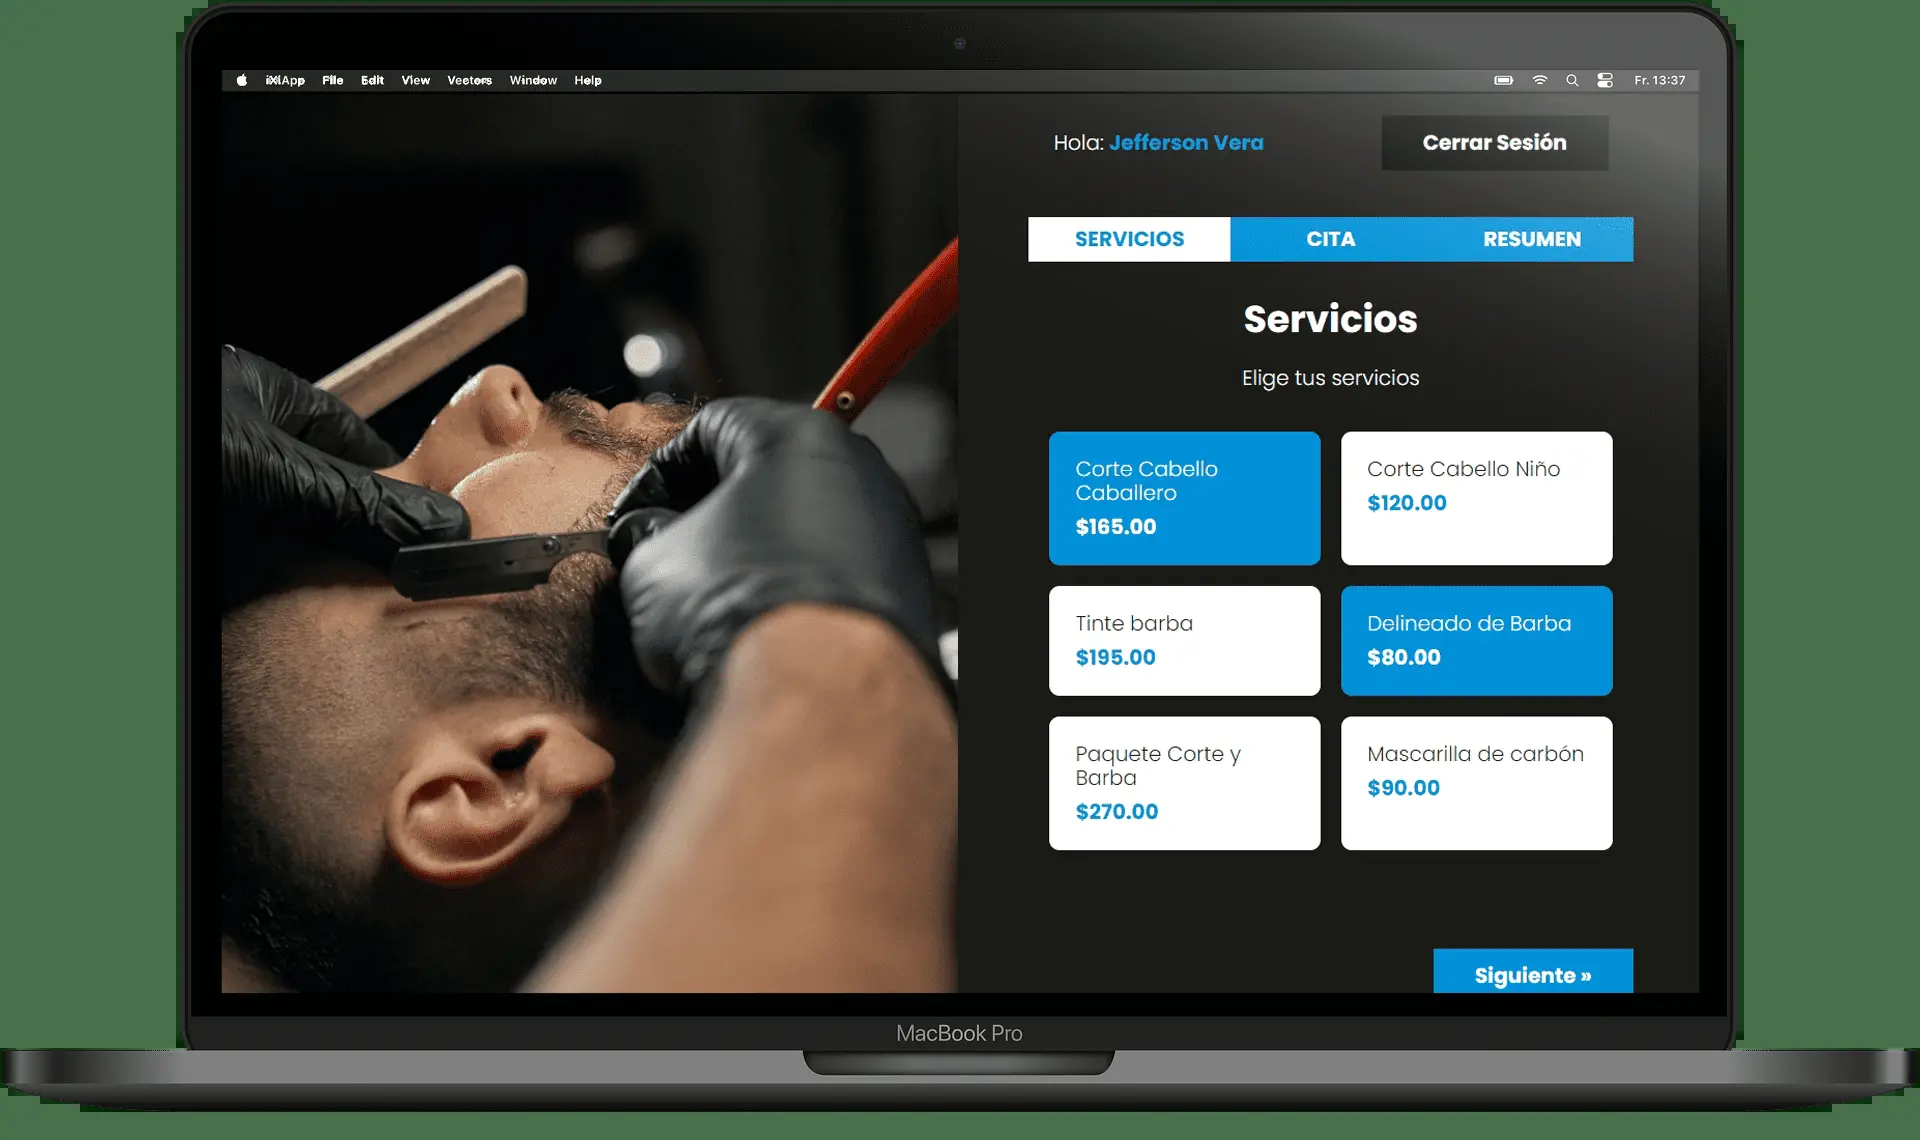 iXlApp File Edit View Vectors Window Help
Fr. 13:37
Hola: Jefferson Vera
Cerrar Sesión
SERVICIOS CITA RESUMEN
Servicios
Elige tus servicios
Corte Cabello
Caballero
$165.00
Corte Cabello Niño
$120.00
Tinte barba
$195.00
Delineado de Barba
$80.00
Paquete Corte y
Barba
$270.00
Mascarilla de carbón
$90.00
Siguiente »
MacBook Pro